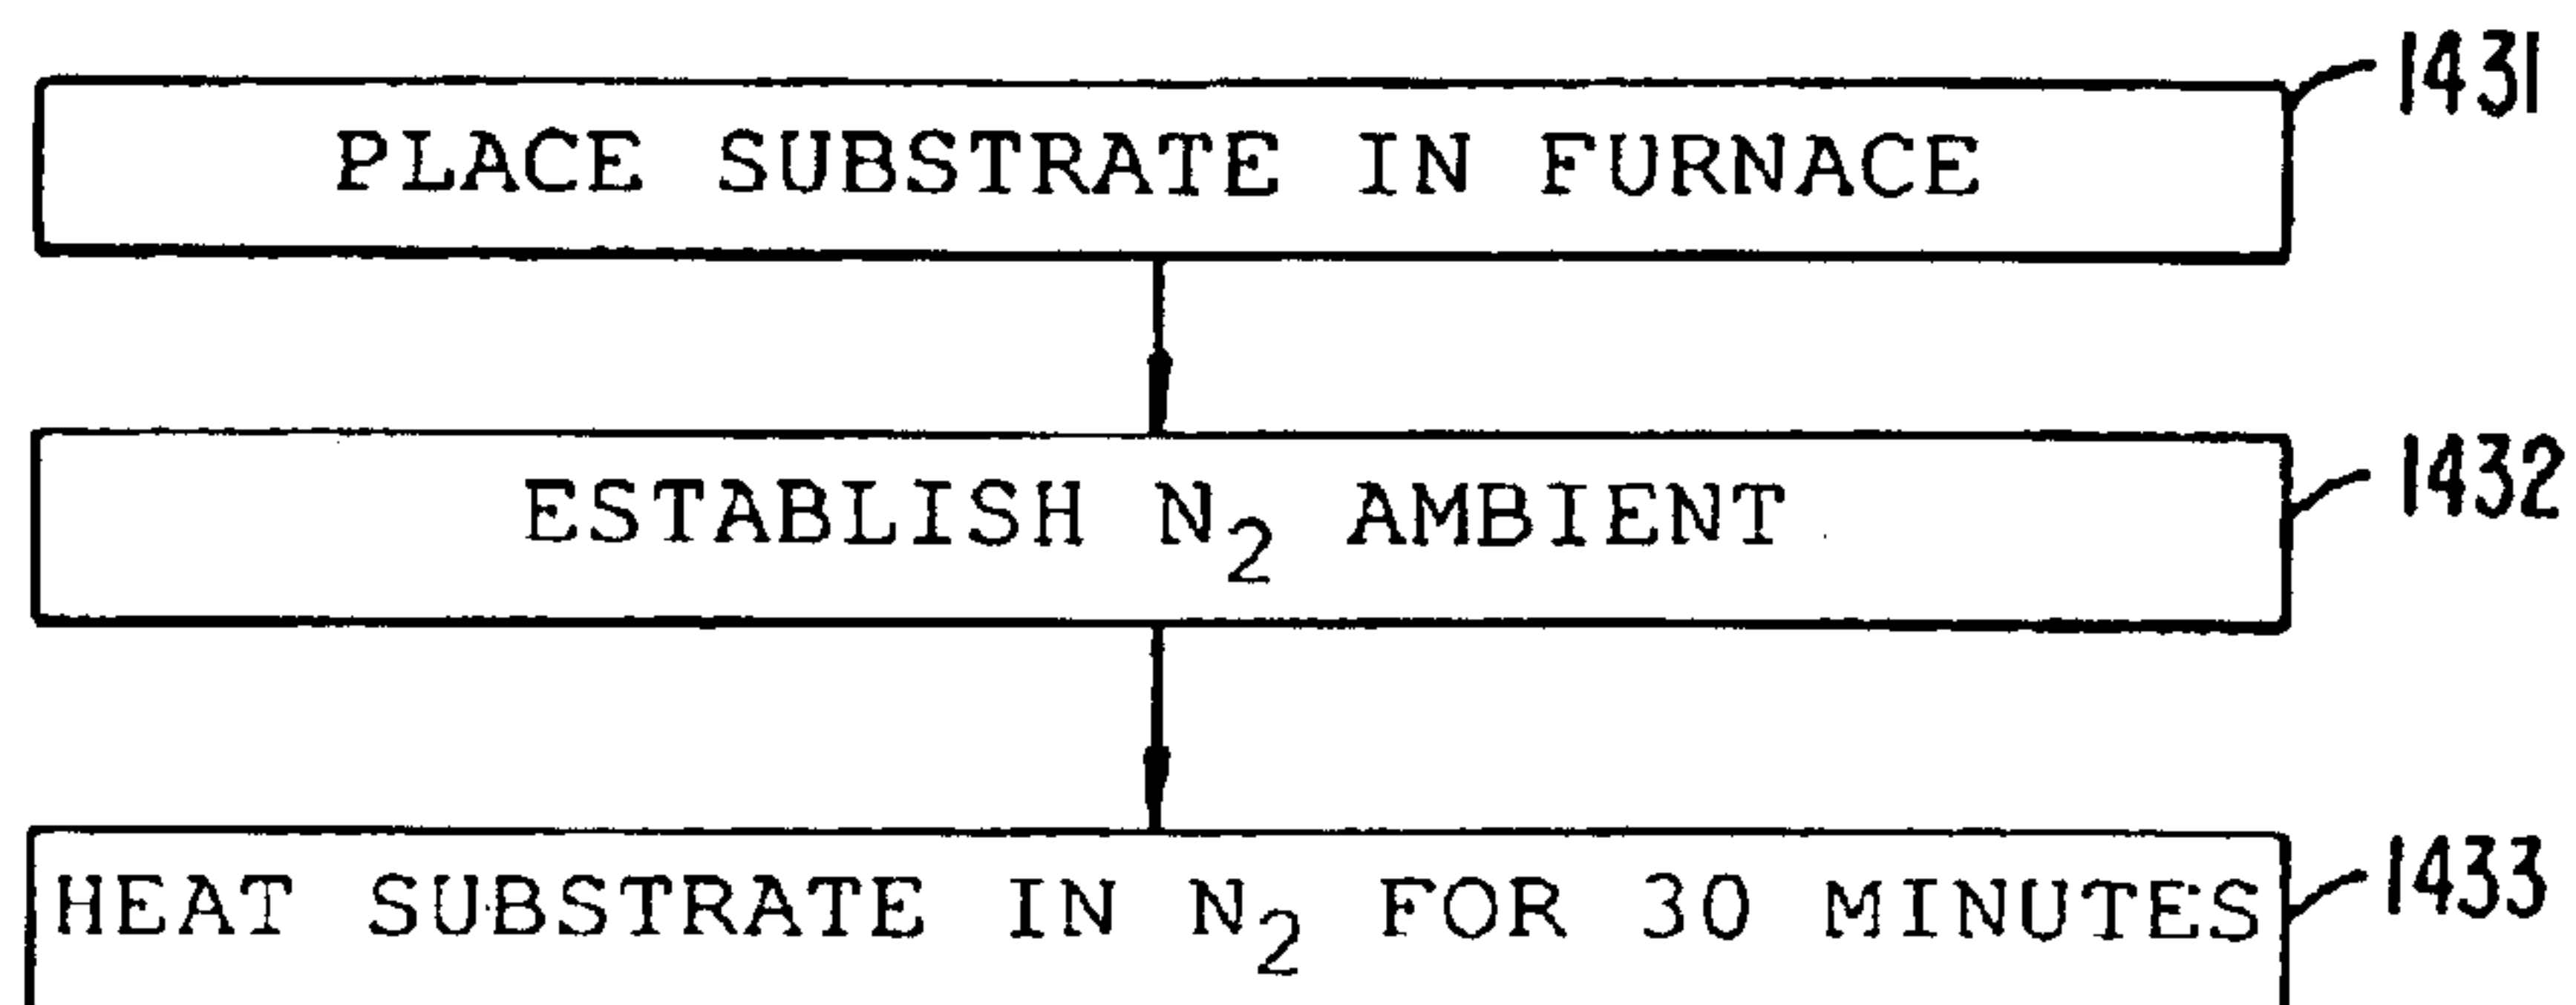 1431
PLACE SUBSTRATE IN FURNACE
1432
ESTABLISH N₂ AMBIENT
1433
HEAT SUBSTRATE IN N₂ FOR 30 MINUTES